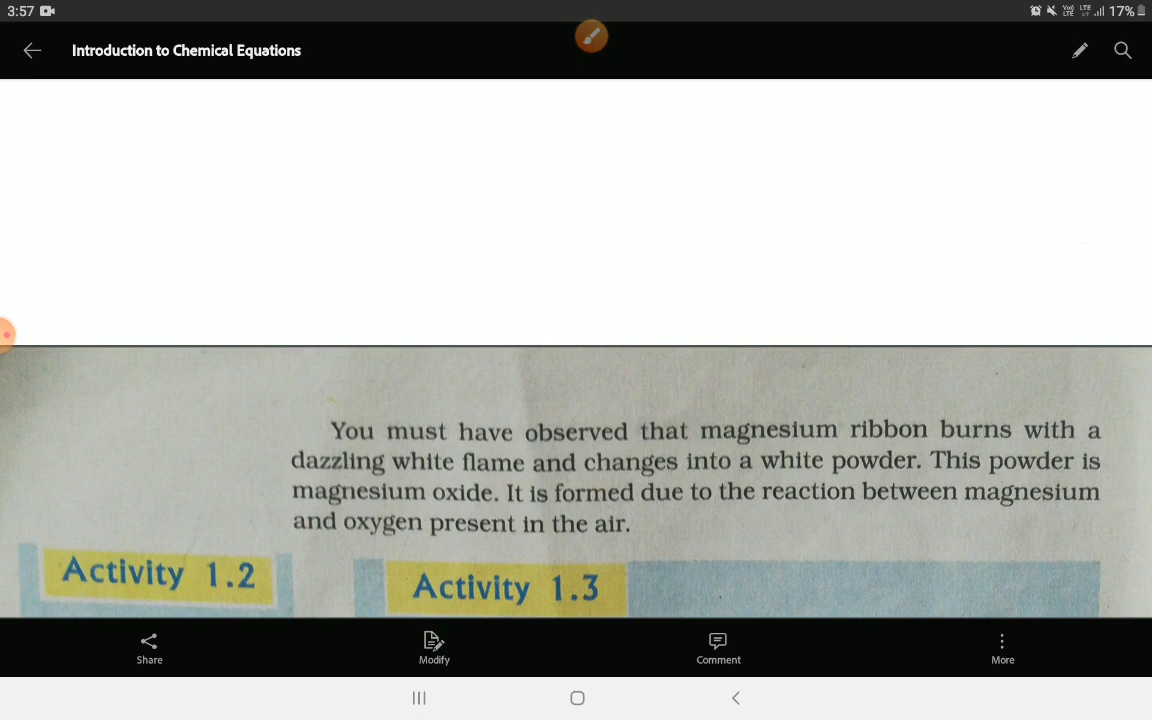 3:57
17%
Introduction to Chemical Equations
You must have observed that magnesium ribbon burns with a
dazzling white flame and changes into a white powder. This powder is
magnesium oxide. It is formed due to the reaction between magnesium
and oxygen present in the air.
Activity 1.2
Activity 1.3
Share
Modify
Comment
More